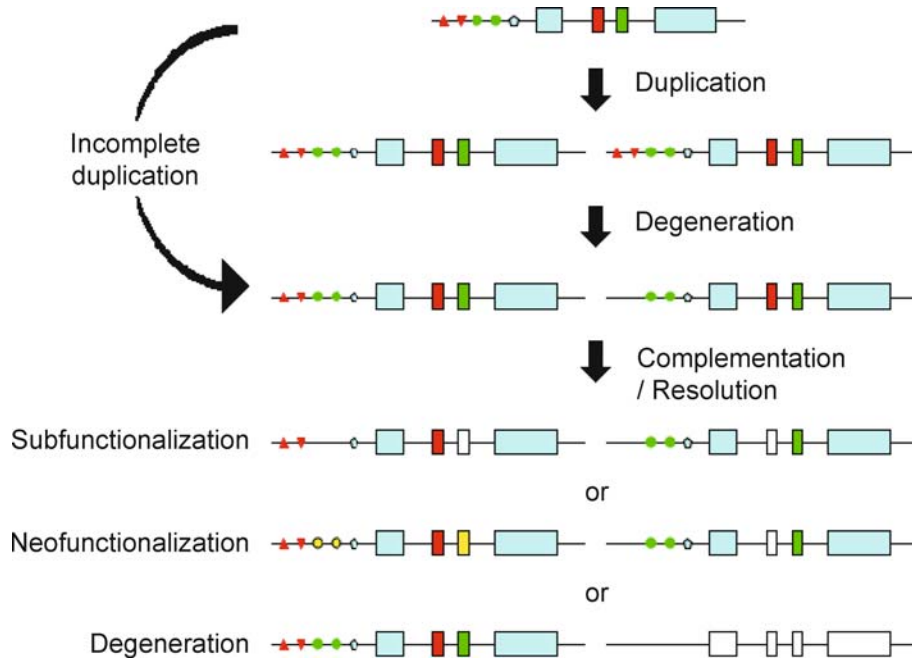 Duplication
Incomplete
duplication
Degeneration
Complementation
/ Resolution
Subfunctionalization
or
Neofunctionalization
or
Degeneration